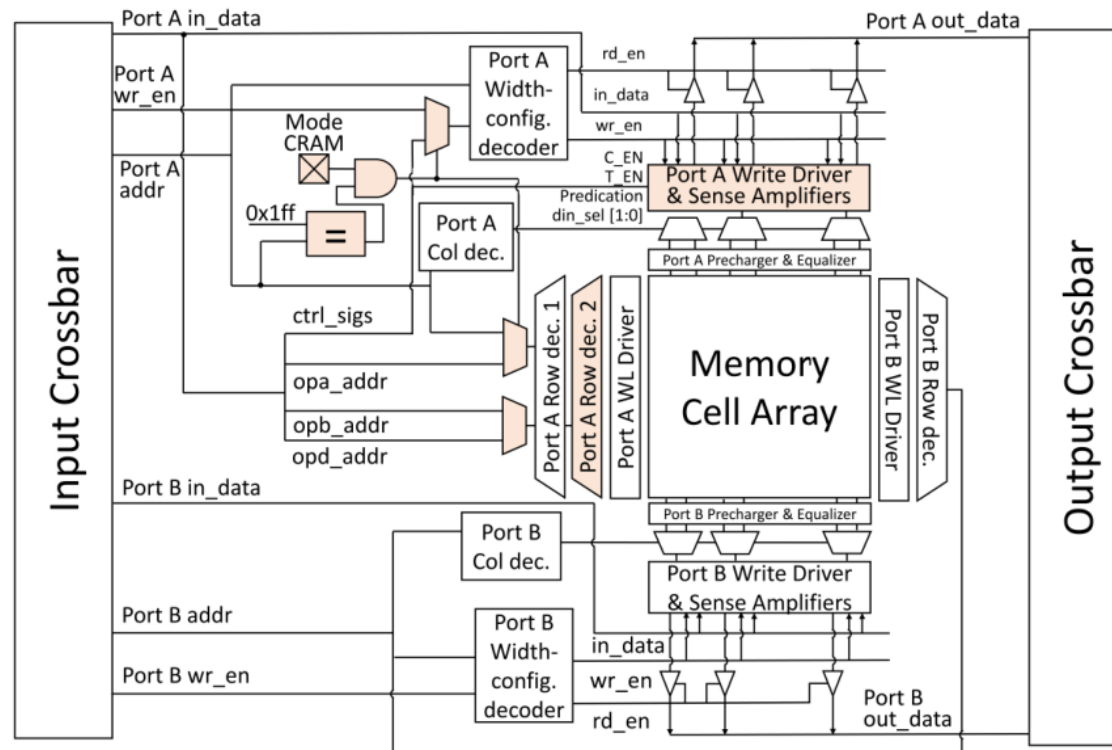 Input Crossbar
Port A in_data
Port A
wr_en
Port A
addr
Mode
CRAM
0x1ff
=
Port A
Width-
config.
decoder
Port A
Col dec.
rd_en
in_data
wr_en
C_EN
T_EN
Predication
din_sel [1:0]
Port A out_data
Port A Write Driver
& Sense Amplifiers
Port A Precharger & Equalizer
ctrl_sigs
opa_addr
opb_addr
opd_addr
Port A Row dec. 1
Port A Row dec. 2
Port A WL Driver
Memory
Cell Array
Port B WL Driver
Port B Row dec.
Output Crossbar
Port B in_data
Port B Precharger & Equalizer
Port B
Col dec.
Port B Write Driver
& Sense Amplifiers
Port B addr
Port B
Width-
config.
decoder
in_data
Port B wr_en
wr_en
rd_en
Port B
out_data